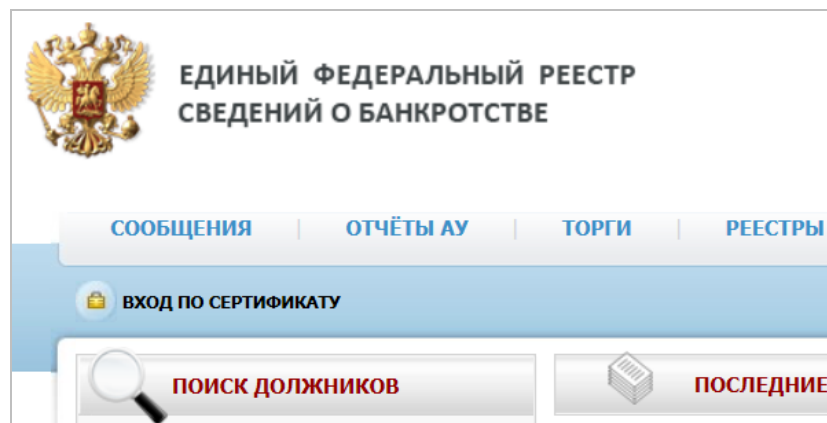 ЕДИНЫЙ ФЕДЕРАЛЬНЫЙ РЕЕСТР
СВЕДЕНИЙ О БАНКРОТСТВЕ
СООБЩЕНИЯ ОТЧЁТЫ АУ ТОРГИ РЕЕСТРЫ
ВХОД ПО СЕРТИФИКАТУ
ПОИСК ДОЛЖНИКОВ ПОСЛЕДНИЕ